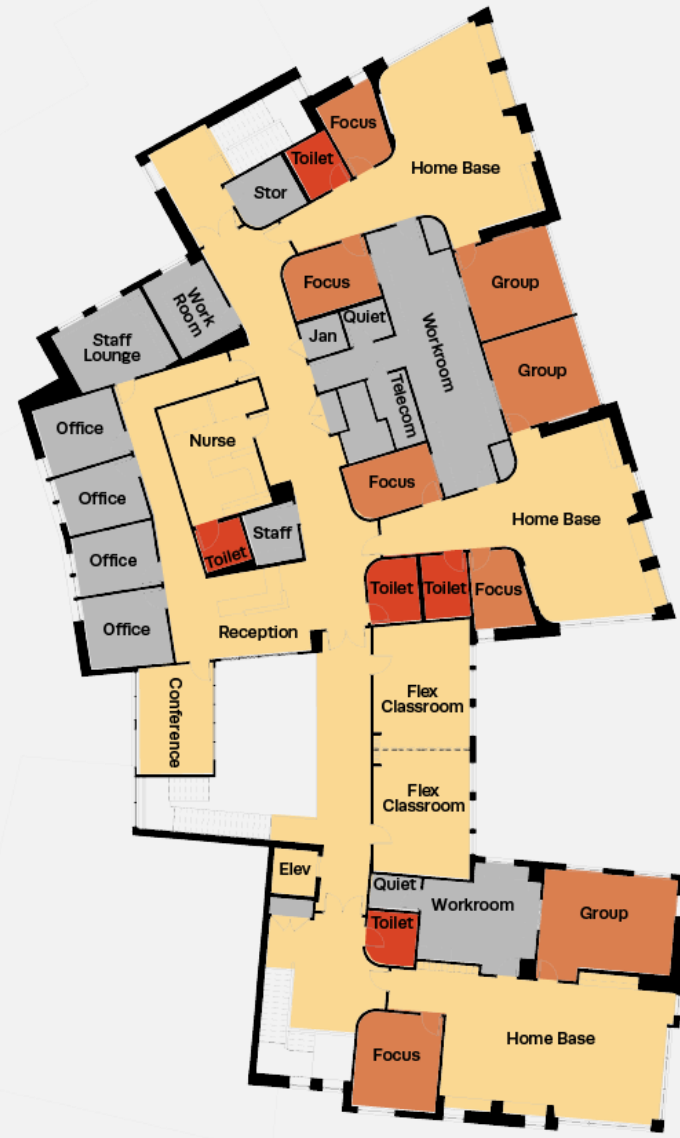 Focus
Toilet
Home Base
Stor
Focus
Group
Work
Room
Quiet
Jan
Workroom
Staff
Lounge
Group
Telecom
Office
Nurse
Focus
Office
Home Base
Staff
Toilet
Office
Toilet
Toilet
Focus
Office
Reception
Conference
Flex
Classroom
Flex
Classroom
Elev
Quiet
Workroom
Group
Toilet
Home Base
Focus